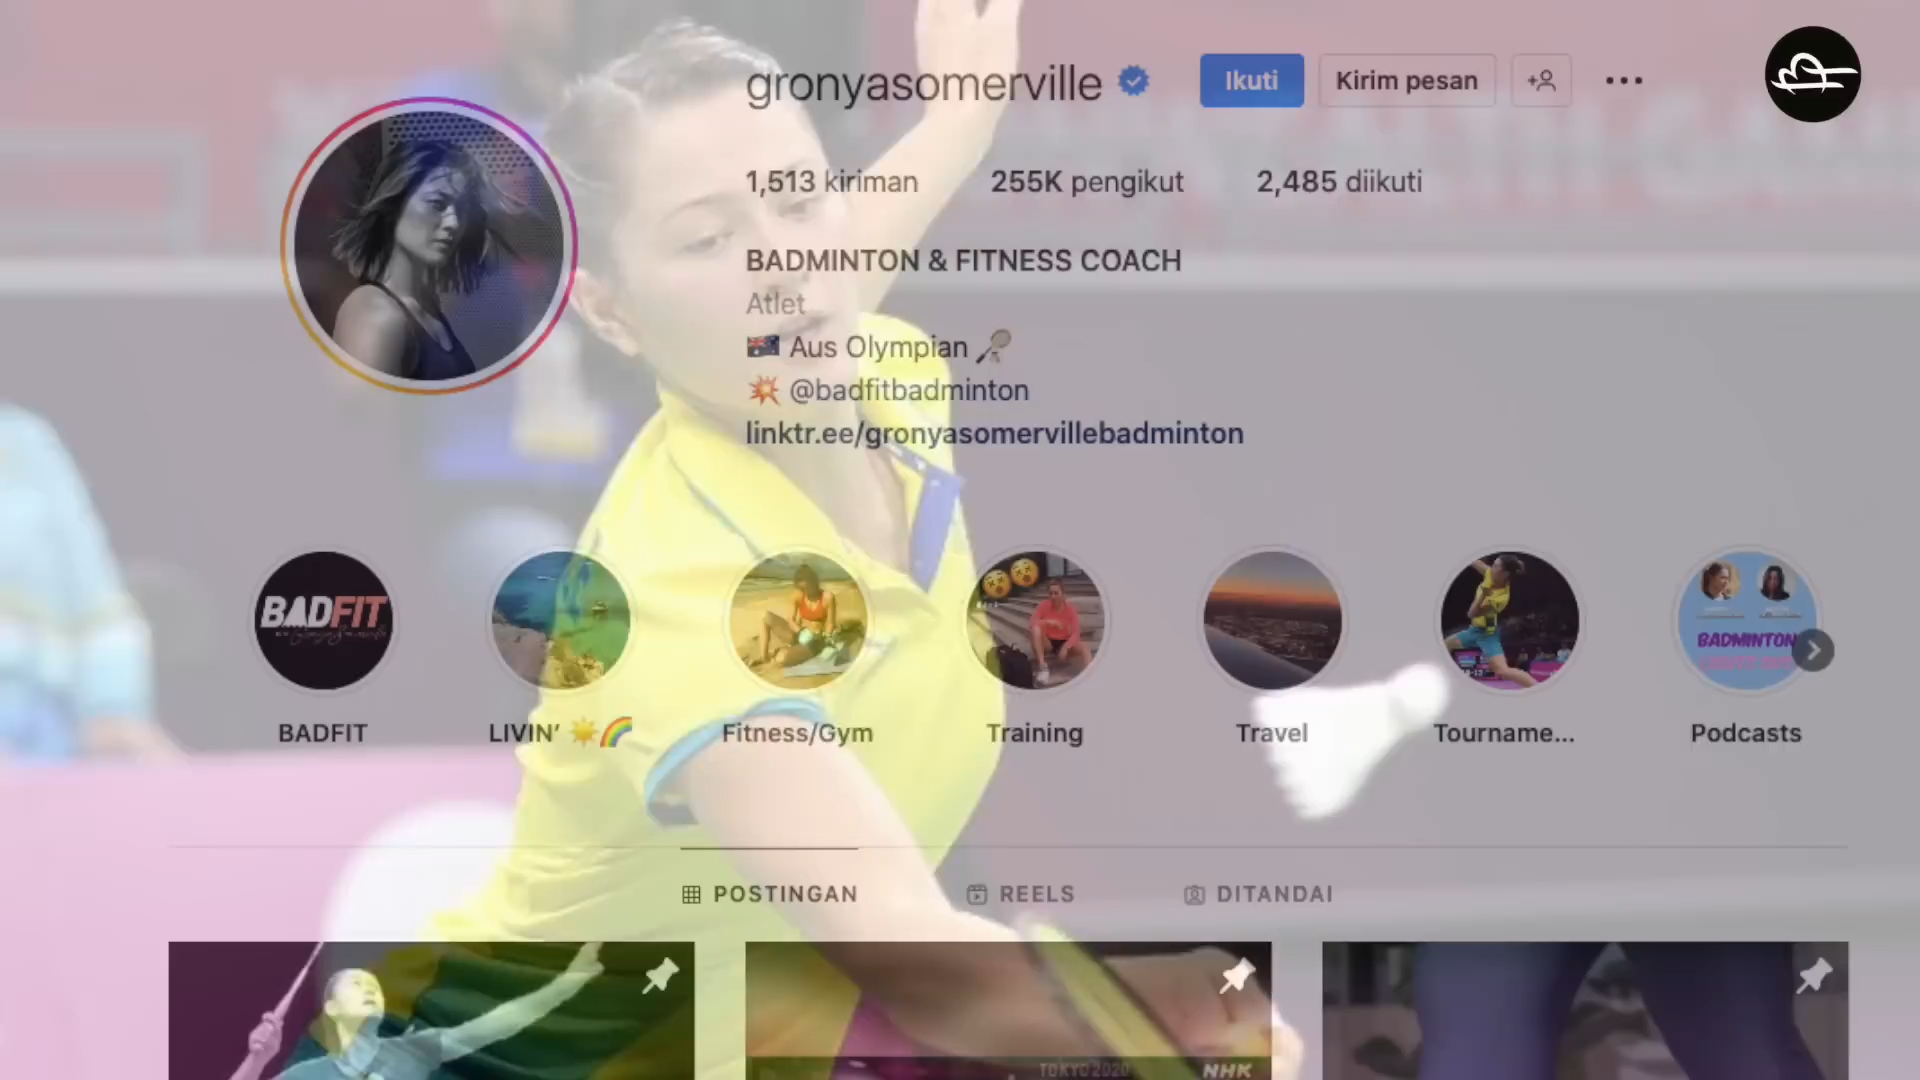 gronyasomerville
Ikuti
Kirim pesan
1,513 kiriman
255K pengikut
2,485 diikuti
BADMINTON & FITNESS COACH
Atlet
Aus Olympian
@badfitbadminton
linktr.ee/gronyasomervillebadminton
BADFIT
BADMINTON
BADFIT
LIVIN’
Fitness/Gym
Training
Travel
Tourname...
Podcasts
POSTINGAN
REELS
DITANDAI
TOKYO 2020
NHK